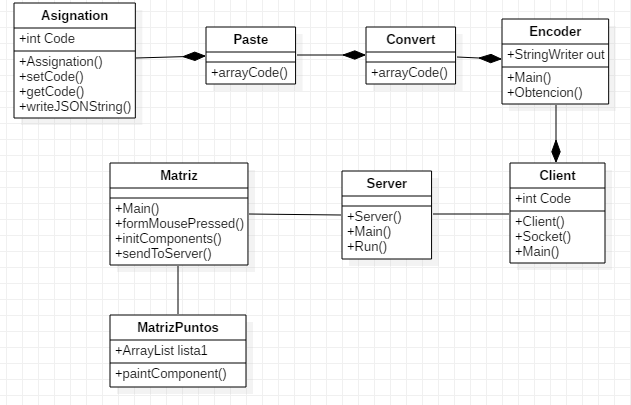 Asignation
+int Code
+Assignation()
+setCode()
+getCode()
+writeJSONString()
Paste
+arrayCode()
Convert
+arrayCode()
Encoder
+StringWriter out
+Main()
+Obtencion()
Matriz
+Main()
+formMousePressed()
+initComponents()
+sendToServer()
Server
+Server()
+Main()
+Run()
Client
+int Code
+Client()
+Socket()
+Main()
MatrizPuntos
+ArrayList lista1
+paintComponent()